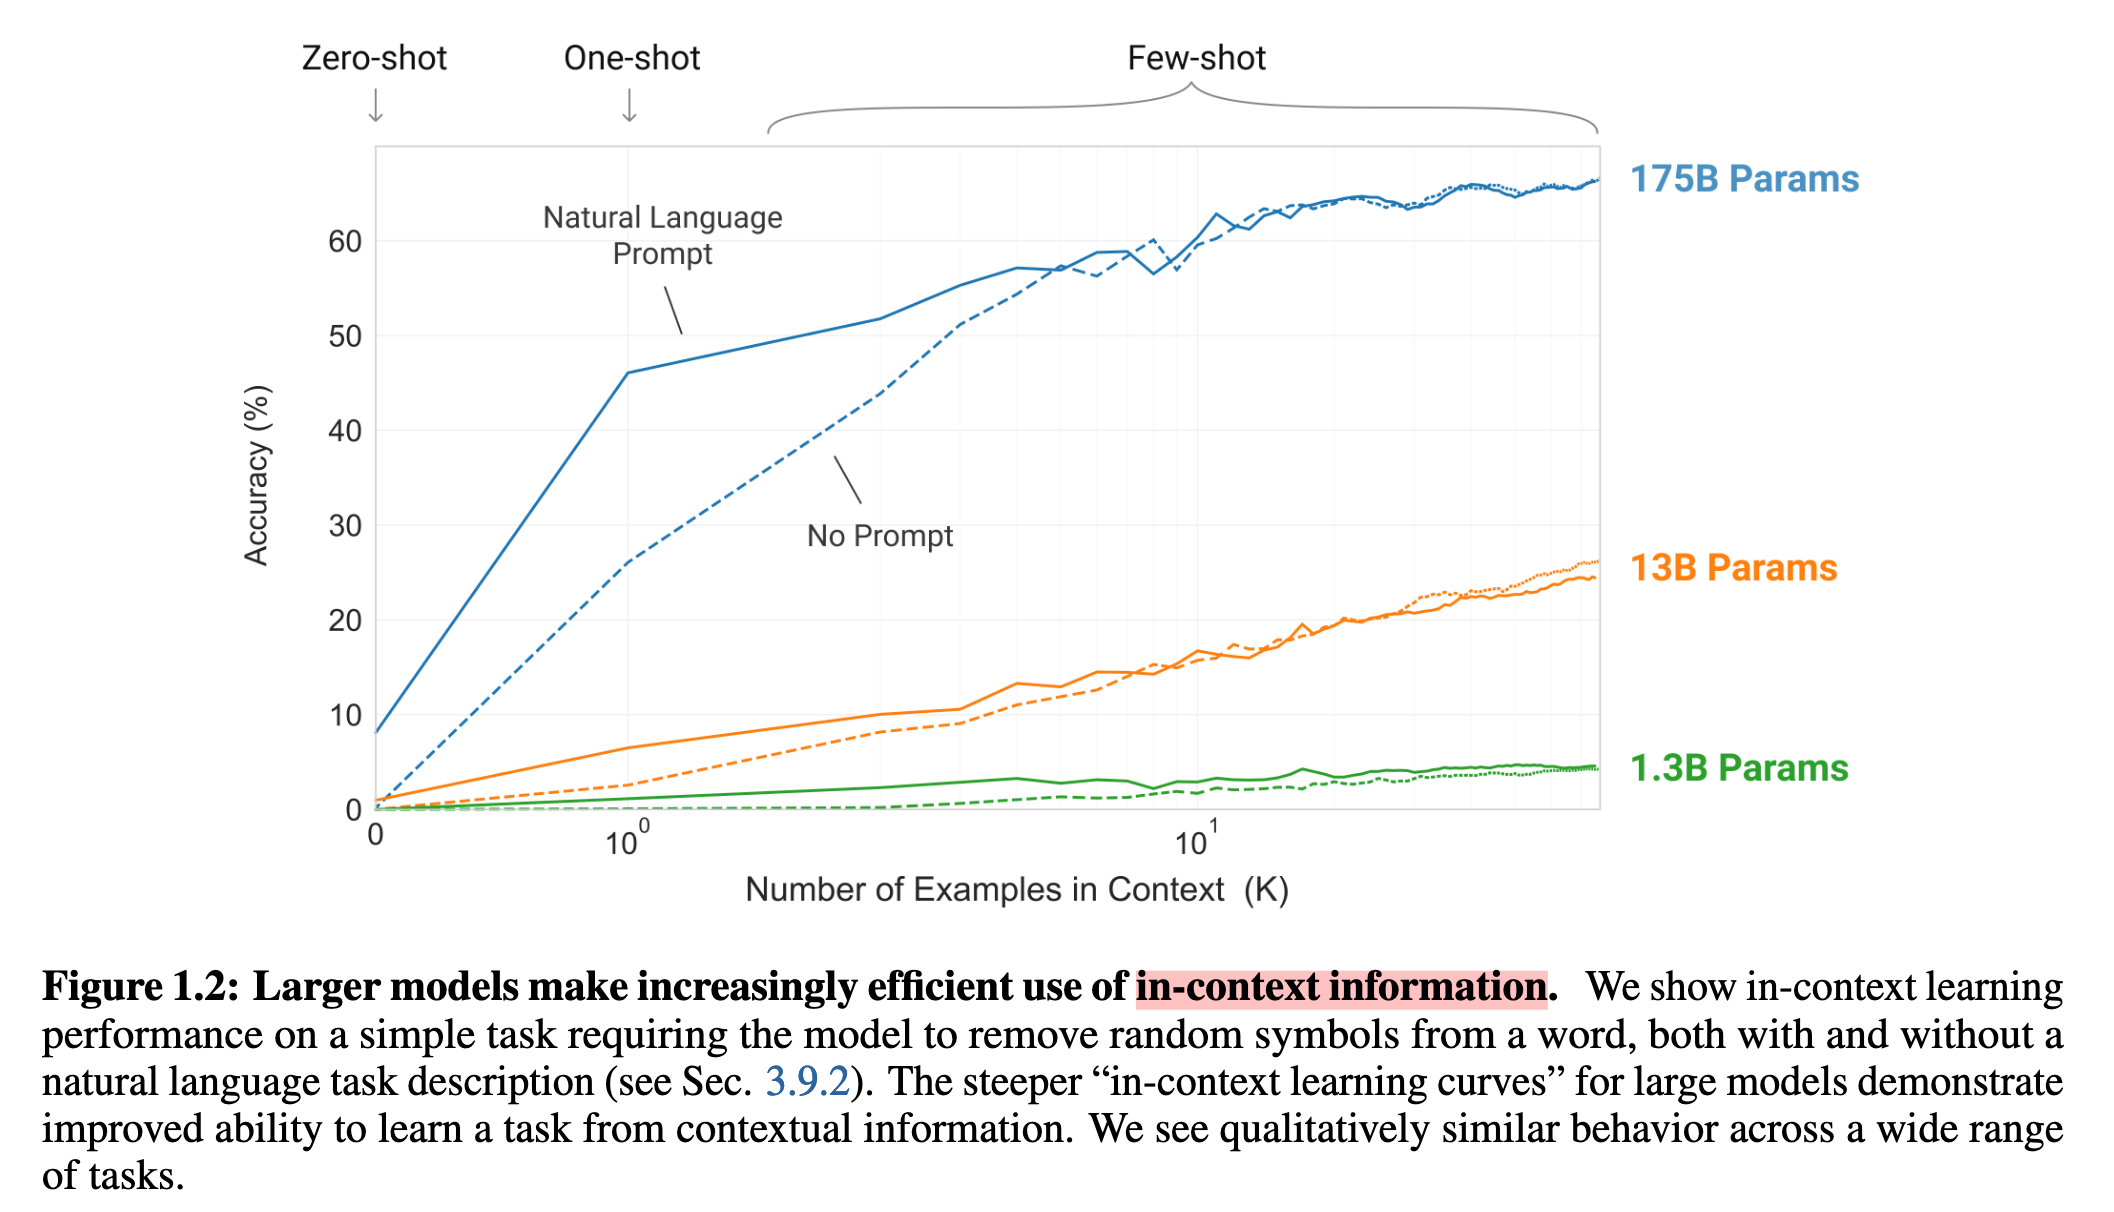 Zero-shot
One-shot
Few-shot
175B Params
Natural Language
Prompt
60
50
40
No Prompt
30
13B Params
20
10
1.3B Params
0
Accuracy (%)
0
10⁰
10¹
Number of Examples in Context (K)
Figure 1.2: Larger models make increasingly efficient use of in-context information. We show in-context learning
performance on a simple task requiring the model to remove random symbols from a word, both with and without a
natural language task description (see Sec. 3.9.2). The steeper “in-context learning curves” for large models demonstrate
improved ability to learn a task from contextual information. We see qualitatively similar behavior across a wide range
of tasks.